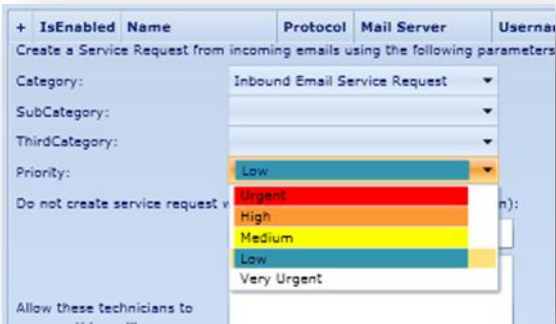 + IsEnabled Name Protocol Mail Server
Create a Service Request from incoming emails using the following parameters
Category: Inbound Email Service Request
SubCategory:
ThirdCategory:
Priority: Low
Urgent
Do not create service request n):
High
Medium
Low
Very Urgent
Allow these technicians to